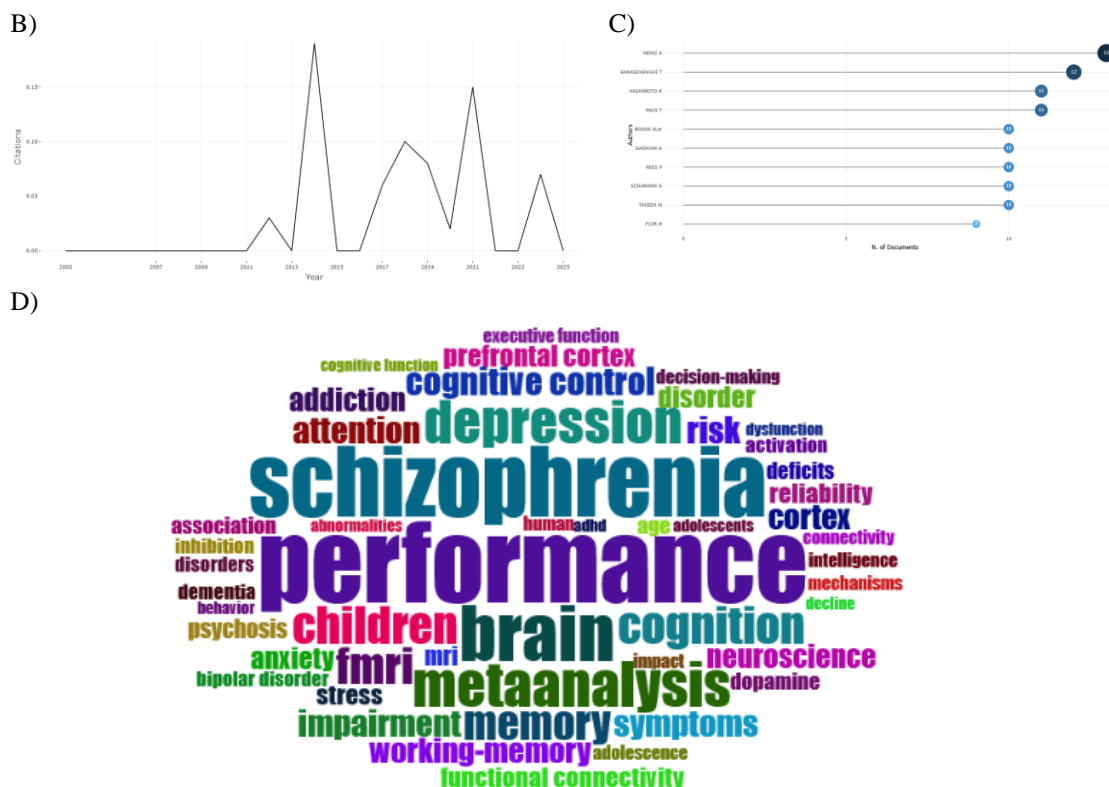 B)
C)
Citations
0.15
0.10
0.05
0.00
2003
2007
2009
2011
2013
2015
2017
2019
2021
2023
2025
Year
Authors
HEINZ A
BANASCHEWSKI T
12
HASHIMOTO R
11
PAUS T
11
BOKDE ALW
10
GARAVAN H
10
NEES F
10
SCHUMANN G
10
TAKEDA M
10
FLOR H
9
0
5
10
N. of Documents
D)
executive function
cognitive function prefrontal cortex
cognitive control decision-making
addiction disorder
attention depression risk dysfunction
activation
schizophrenia deficits
reliability
association abnormalities human adhd age adolescents cortex
inhibition performance connectivity
disorders intelligence
dementia mechanisms
behavior decline
psychosis children brain cognition
anxiety fmri mri impact neuroscience
bipolar disorder metaanalysis dopamine
stress
impairment memory symptoms
working-memory adolescence
functional connectivity